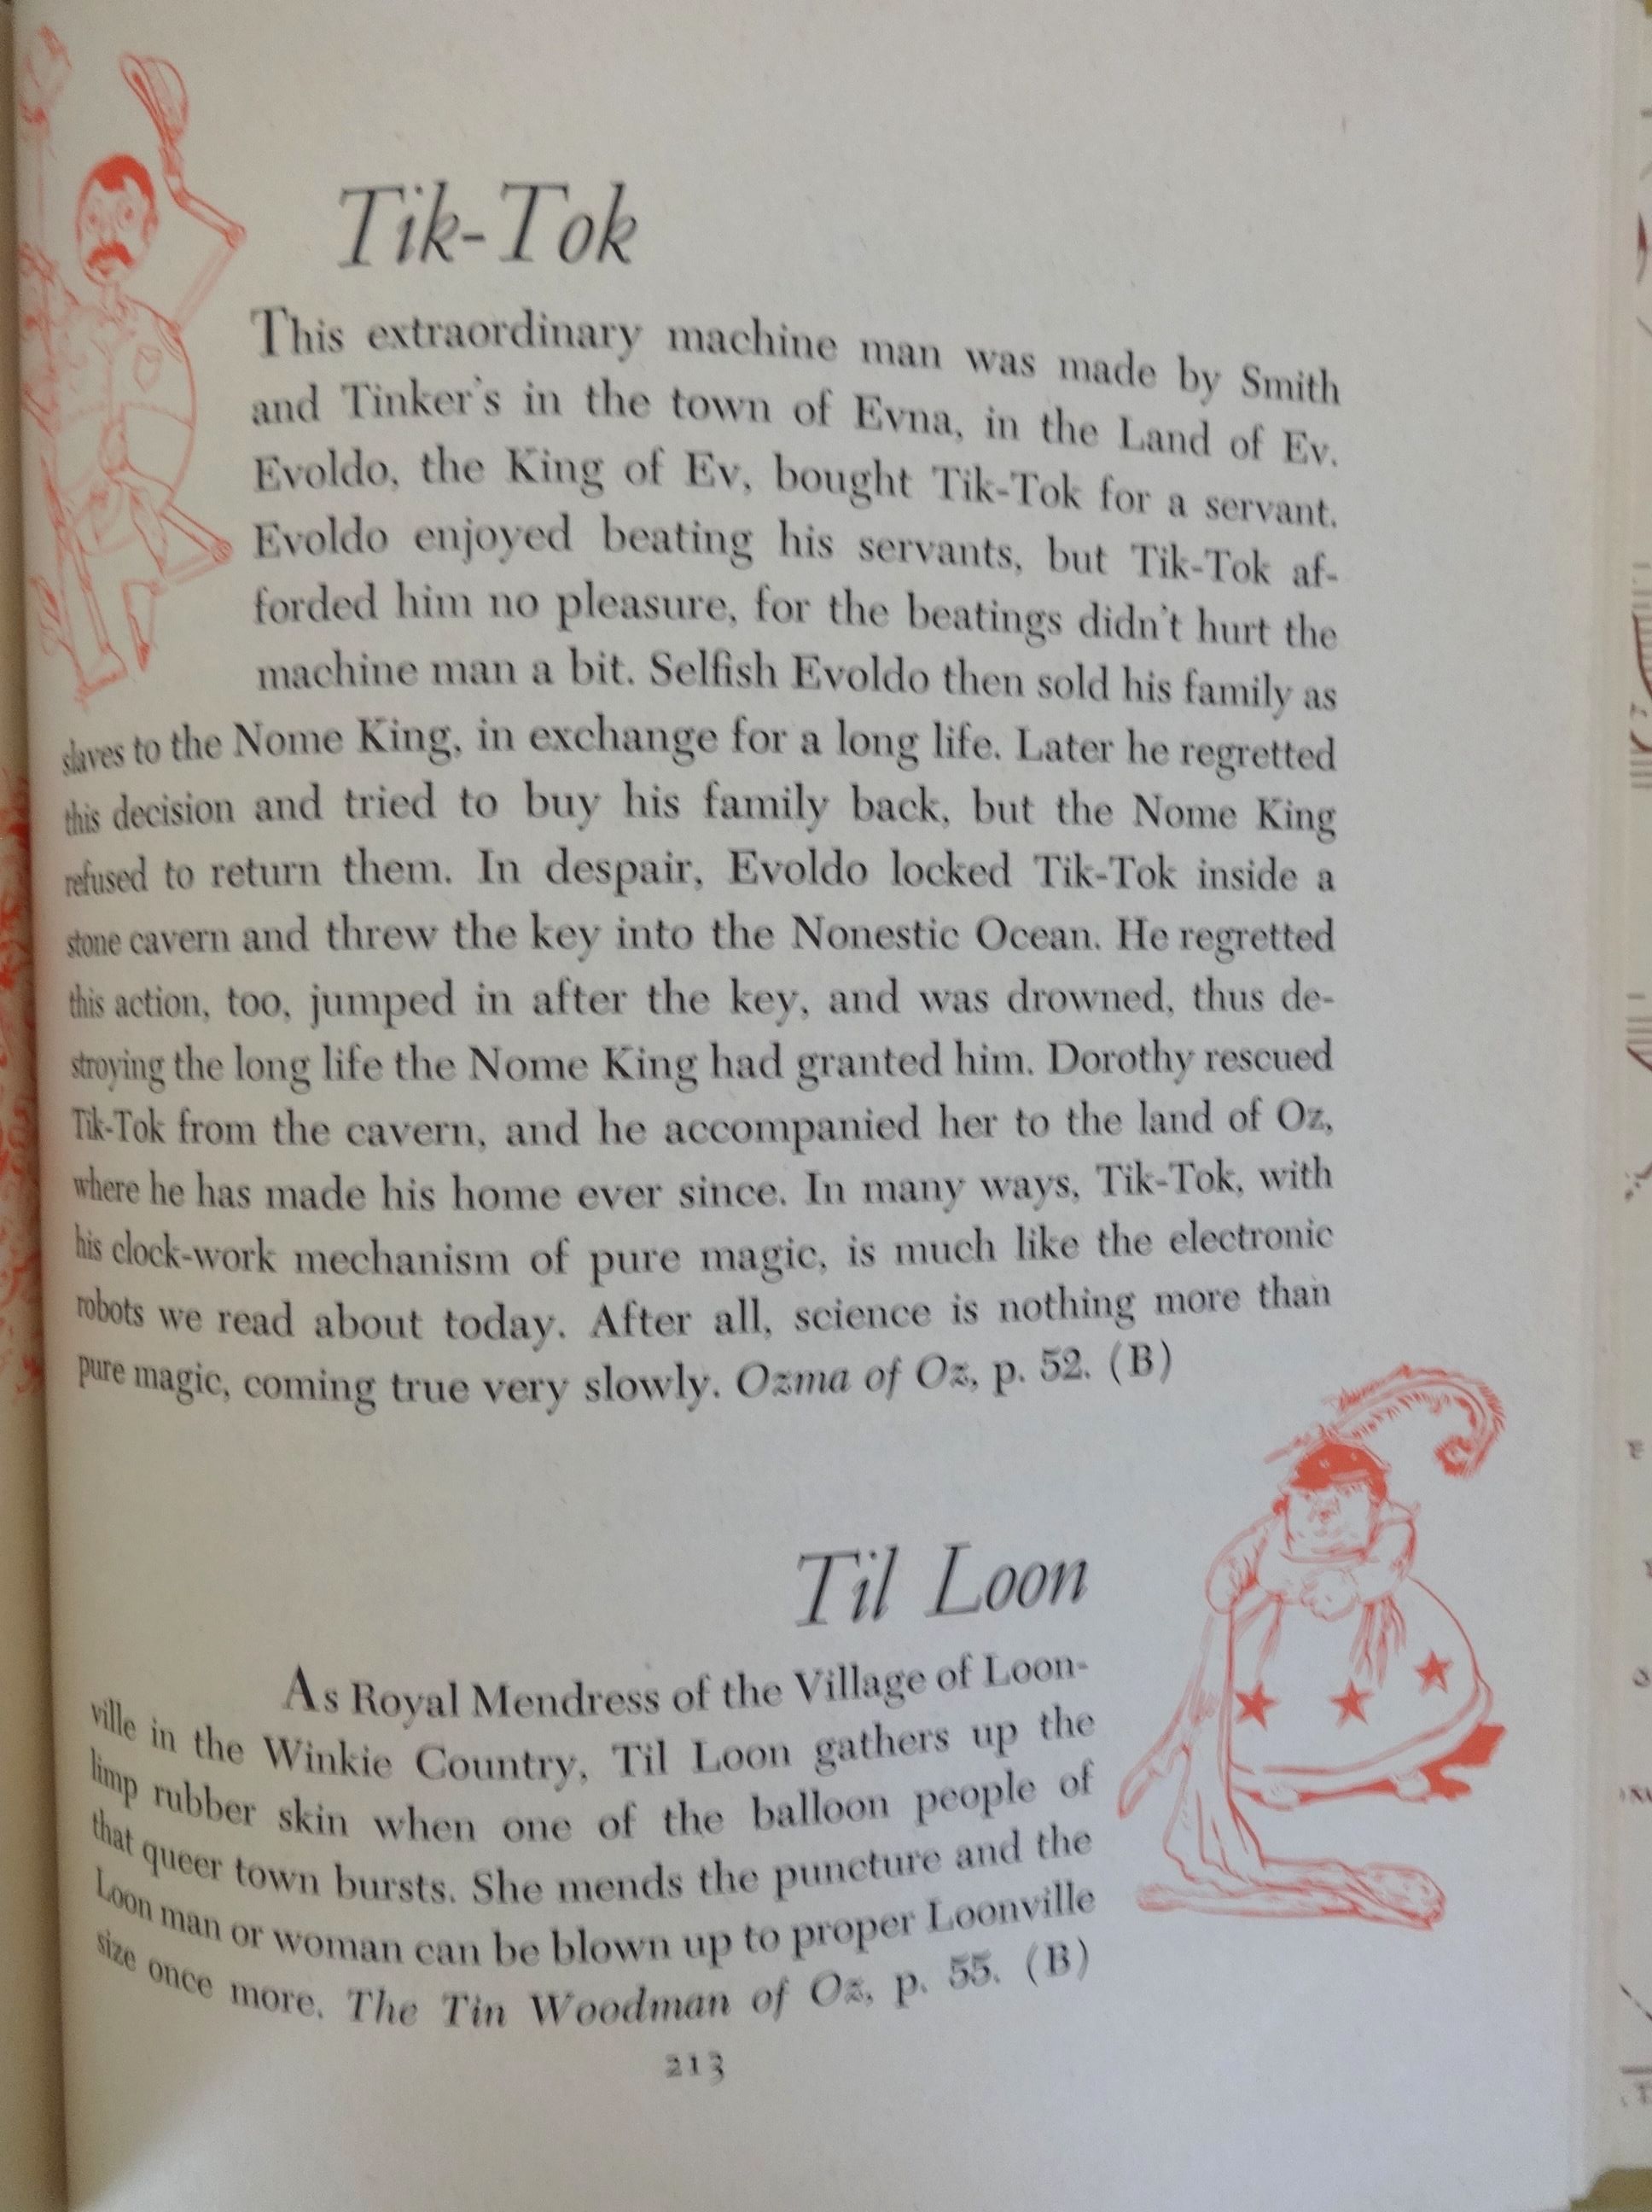 Tik-Tok
This extraordinary machine man was made by Smith
and Tinker's in the town of Evna, in the Land of Ev.
Evoldo, the King of Ev, bought Tik-Tok for a servant.
Evoldo enjoyed beating his servants, but Tik-Tok af-
forded him no pleasure, for the beatings didn't hurt the
machine man a bit. Selfish Evoldo then sold his family as
slaves to the Nome King, in exchange for a long life. Later he regretted
this decision and tried to buy his family back, but the Nome King
refused to return them. In despair, Evoldo locked Tik-Tok inside a
stone cavern and threw the key into the Nonestic Ocean. He regretted
this action, too, jumped in after the key, and was drowned, thus de-
stroying the long life the Nome King had granted him. Dorothy rescued
Tik-Tok from the cavern, and he accompanied her to the land of Oz,
where he has made his home ever since. In many ways, Tik-Tok, with
his clock-work mechanism of pure magic, is much like the electronic
robots we read about today. After all, science is nothing more than
pure magic, coming true very slowly. Ozma of Oz, p. 52. (B)
Til Loon
As Royal Mendress of the Village of Loon-
ville in the Winkie Country, Til Loon gathers up the
limp rubber skin when one of the balloon people of
that queer town bursts. She mends the puncture and the
Loon man or woman can be blown up to proper Loonville
size once more. The Tin Woodman of Oz, p. 55. (B)
213